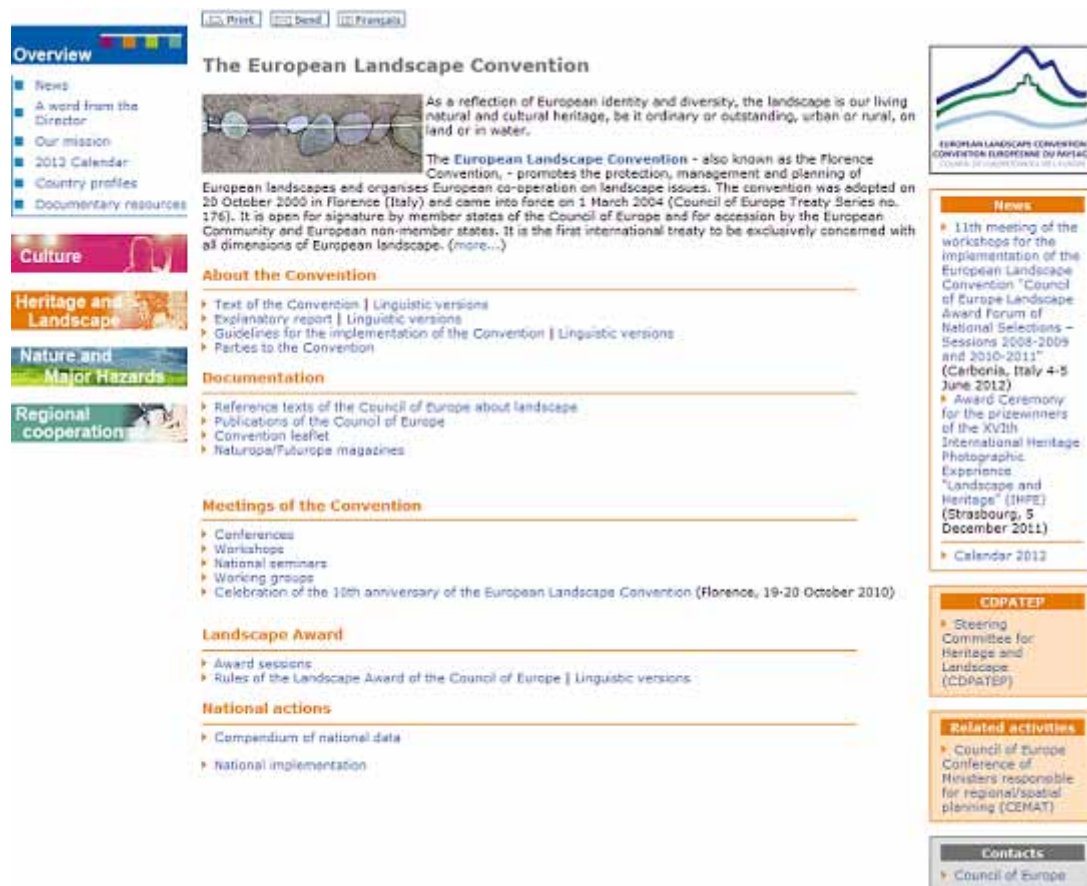 Print Send Français
Overview
News
A word from the
Director
Our mission
2012 Calendar
Country profiles
Documentary resources
Culture
Heritage and
Landscape
Nature and
Major Hazards
Regional
cooperation
The European Landscape Convention
As a reflection of European identity and diversity, the landscape is our living
natural and cultural heritage, be it ordinary or outstanding, urban or rural, on
land or in water.
The European Landscape Convention - also known as the Florence
Convention, - promotes the protection, management and planning of
European landscapes and organises European co-operation on landscape issues. The convention was adopted on
20 October 2000 in Florence (Italy) and came into force on 1 March 2004 (Council of Europe Treaty Series no.
176). It is open for signature by member states of the Council of Europe and for accession by the European
Community and European non-member states. It is the first international treaty to be exclusively concerned with
all dimensions of European landscape. (more...)
About the Convention
Text of the Convention | Linguistic versions
Explanatory report | Linguistic versions
Guidelines for the implementation of the Convention | Linguistic versions
Parties to the Convention
Documentation
Reference texts of the Council of Europe about landscape
Publications of the Council of Europe
Convention leaflet
Naturopa/Futuropa magazines
Meetings of the Convention
Conferences
Workshops
National seminars
Working groups
Celebration of the 10th anniversary of the European Landscape Convention (Florence, 19-20 October 2010)
Landscape Award
Award sessions
Rules of the Landscape Award of the Council of Europe | Linguistic versions
National actions
Compendium of national data
National implementation
EUROPEAN LANDSCAPE CONVENTION
CONVENTION EUROPÉENNE DU PAYSAGE
News
11th meeting of the
workshops for the
implementation of the
European Landscape
Convention "Council
of Europe Landscape
Award Forum of
National Selections –
Sessions 2008-2009
and 2010-2011"
(Carbonia, Italy 4-5
June 2012)
Award Ceremony
for the prizewinners
of the XVIth
International Heritage
Photographic
Experience
"Landscape and
Heritage" (IHPE)
(Strasbourg, 5
December 2011)
Calendar 2012
CDPATEP
Steering
Committee for
Heritage and
Landscape
(CDPATEP)
Related activities
Council of Europe
Conference of
Ministers responsible
for regional/spatial
planning (CEMAT)
Contacts
Council of Europe